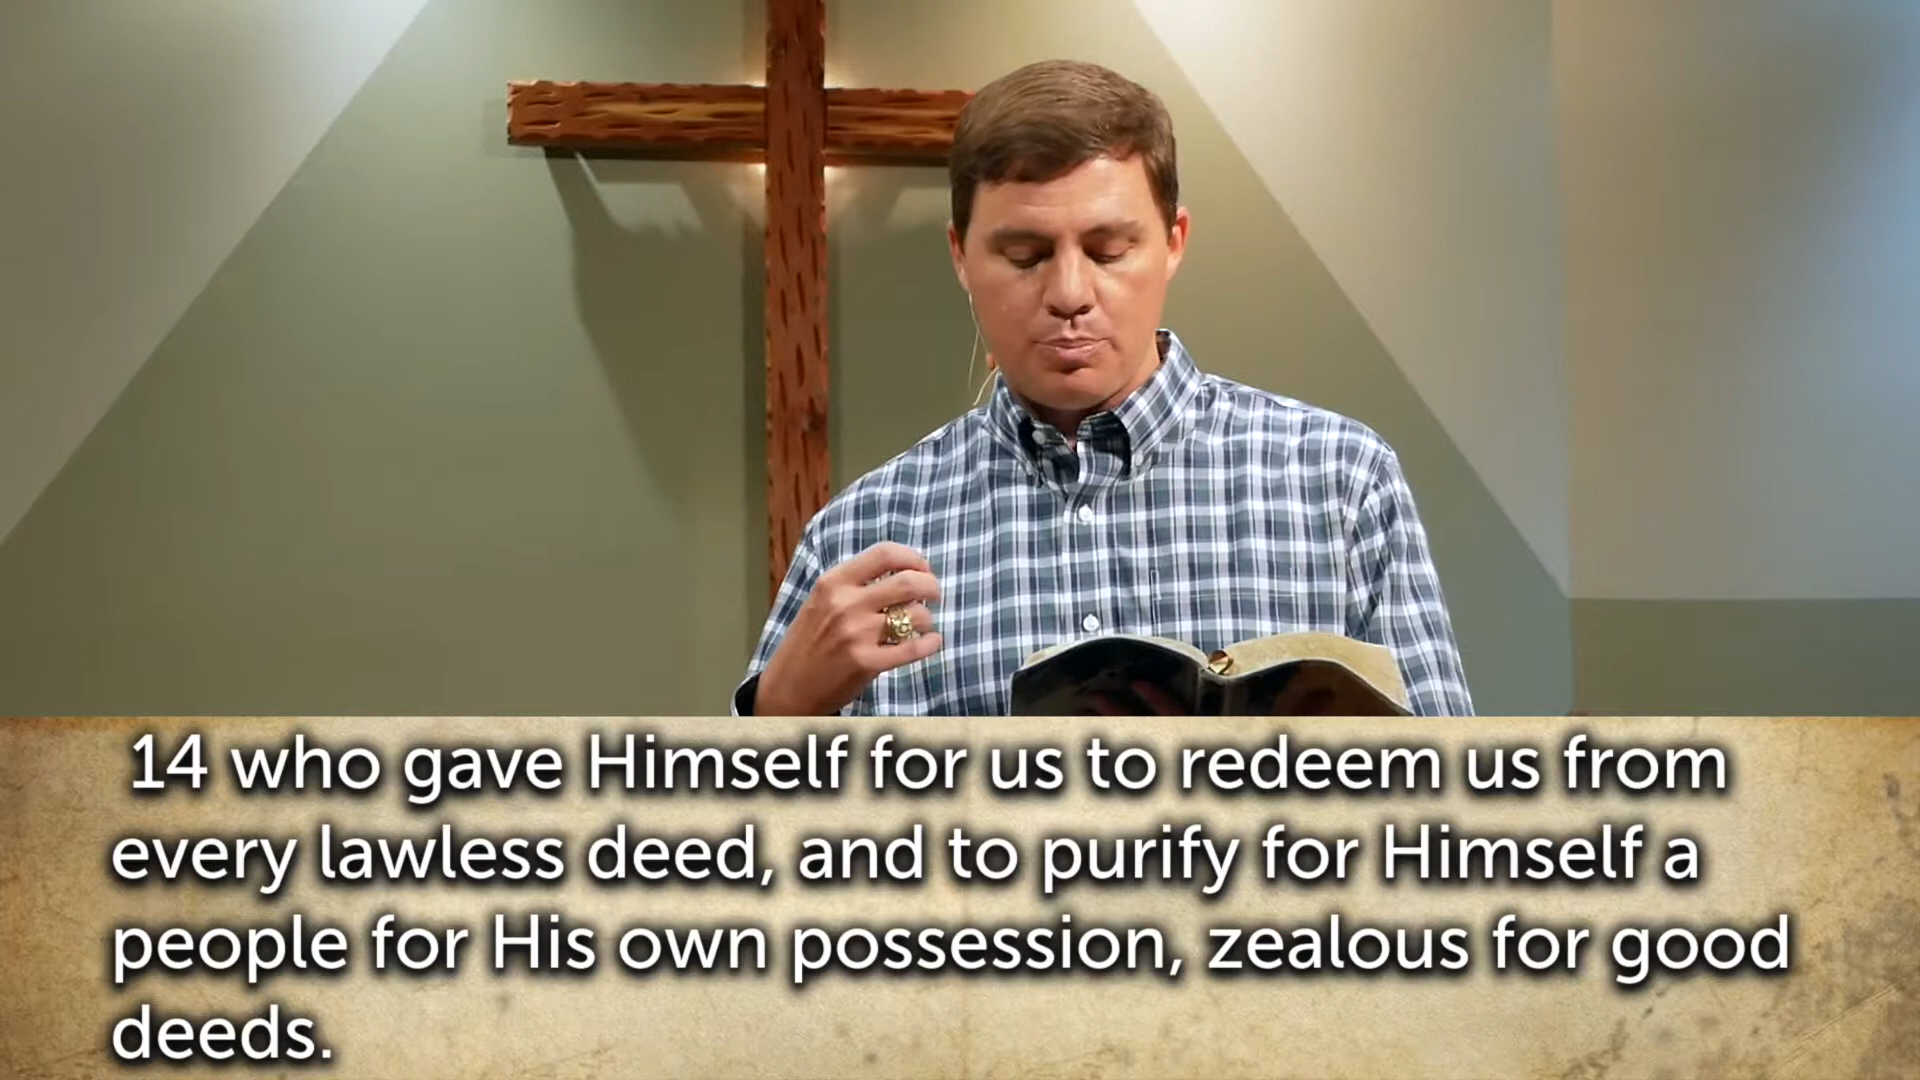 14 who gave Himself for us to redeem us from
every lawless deed, and to purify for Himself a
people for His own possession, zealous for good
deeds.